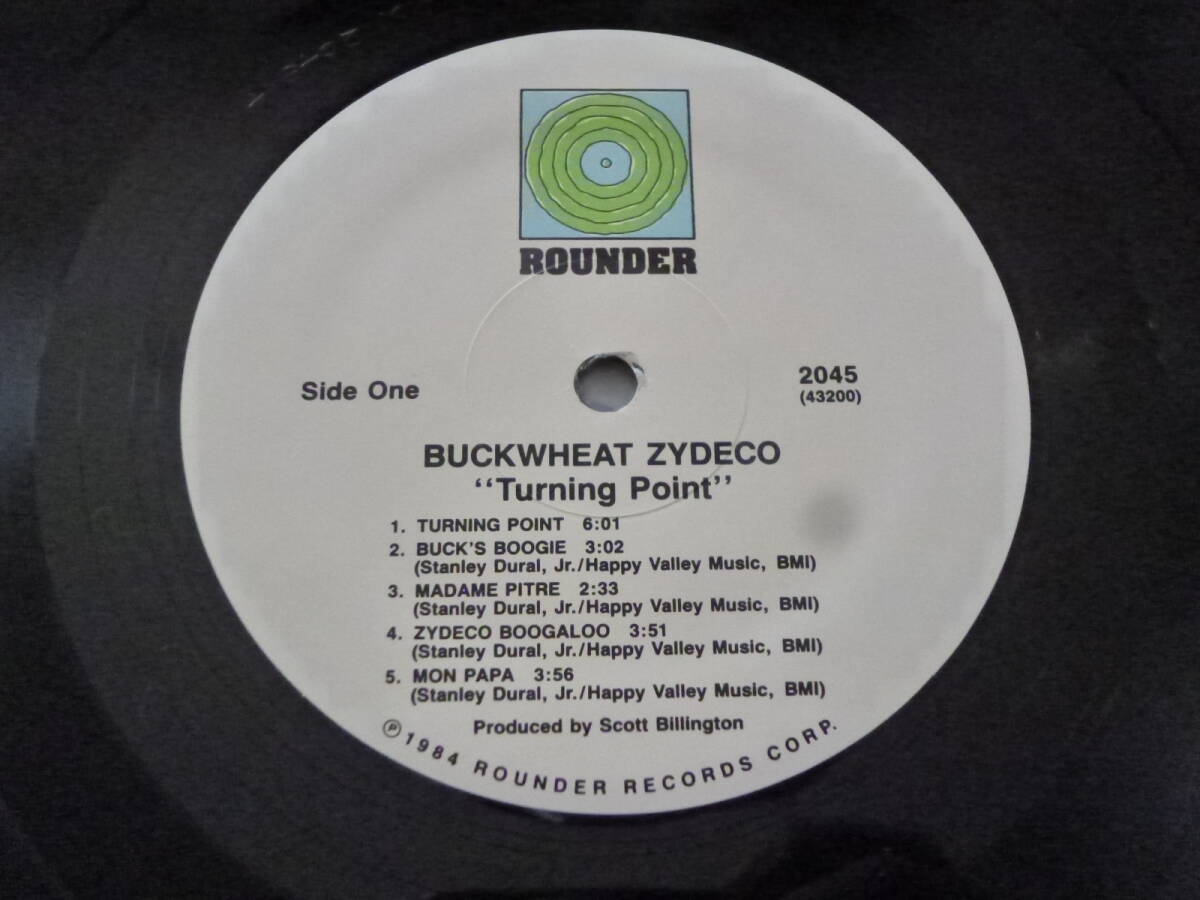 ROUNDER
Side One
2045
(43200)
BUCKWHEAT ZYDECO
“Turning Point”
1. TURNING POINT 6:01
2. BUCK'S BOOGIE 3:02
(Stanley Dural, Jr./Happy Valley Music, BMI)
3. MADAME PITRE 2:33
(Stanley Dural, Jr./Happy Valley Music, BMI)
4. ZYDECO BOOGALOO 3:51
(Stanley Dural, Jr./Happy Valley Music, BMI)
5. MON PAPA 3:56
(Stanley Dural, Jr./Happy Valley Music, BMI)
Produced by Scott Billington
℗1984 ROUNDER RECORDS CORP.